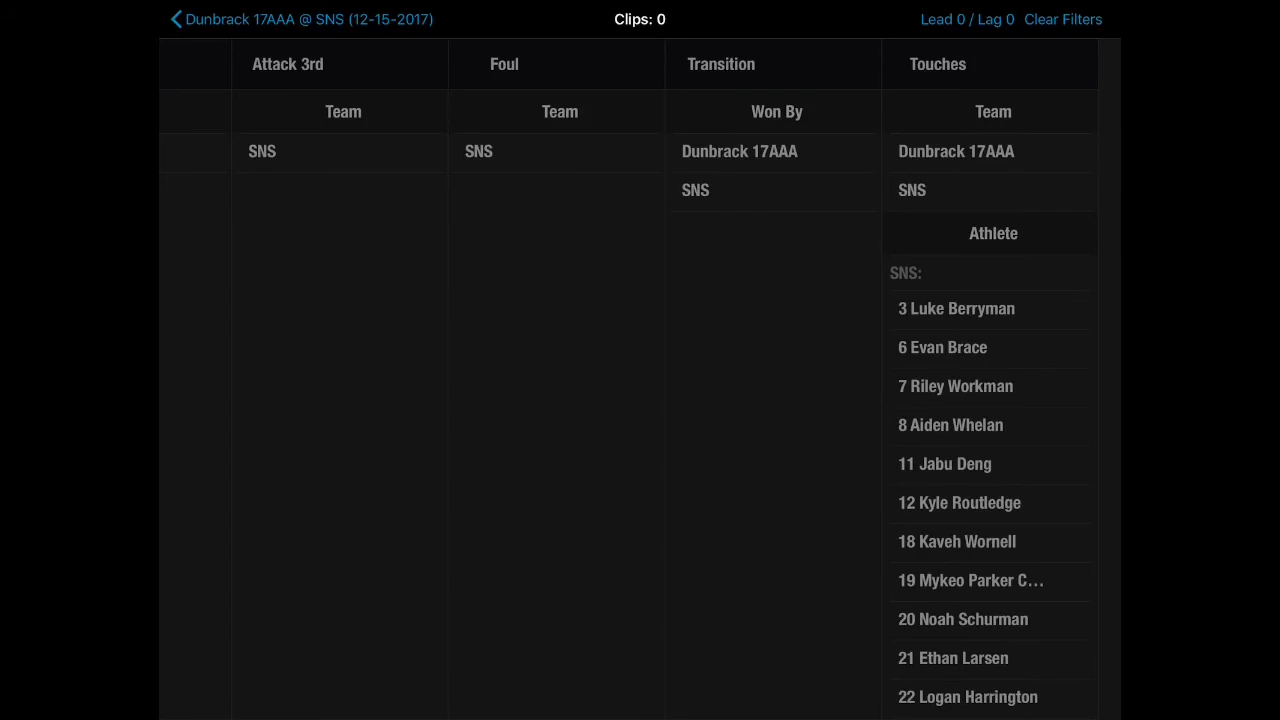 Dunbrack 17AAA @ SNS (12-15-2017)
Clips: 0
Lead 0 / Lag 0 Clear Filters
Attack 3rd
Foul
Transition
Touches
Team
Team
Won By
Team
SNS
SNS
Dunbrack 17AAA
Dunbrack 17AAA
SNS
SNS
Athlete
SNS:
3 Luke Berryman
6 Evan Brace
7 Riley Workman
8 Aiden Whelan
11 Jabu Deng
12 Kyle Routledge
18 Kaveh Wornell
19 Mykeo Parker C...
20 Noah Schurman
21 Ethan Larsen
22 Logan Harrington